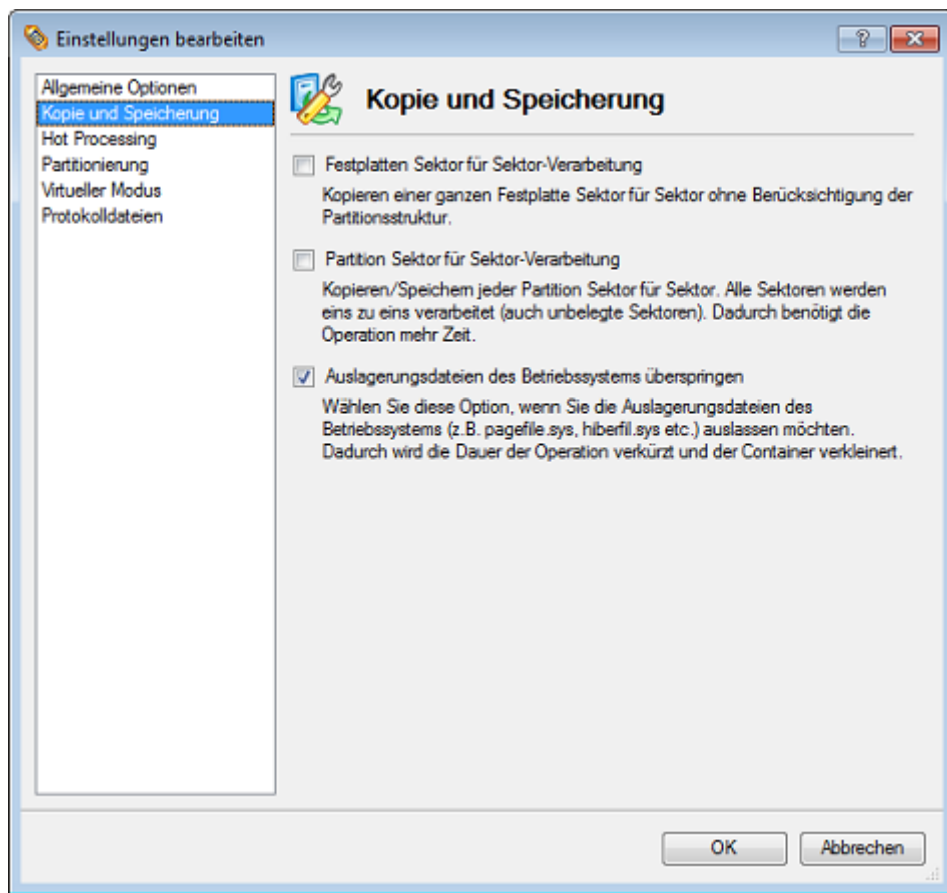 Einstellungen bearbeiten
Allgemeine Optionen
Kopie und Speicherung
Hot Processing
Partitionierung
Virtueller Modus
Protokolldateien
Kopie und Speicherung
Festplatten Sektor für Sektor-Verarbeitung
Kopieren einer ganzen Festplatte Sektor für Sektor ohne Berücksichtigung der
Partitionsstruktur.
Partition Sektor für Sektor-Verarbeitung
Kopieren/Speichern jeder Partition Sektor für Sektor. Alle Sektoren werden
eins zu eins verarbeitet (auch unbelegte Sektoren). Dadurch benötigt die
Operation mehr Zeit.
Auslagerungsdateien des Betriebssystems überspringen
Wählen Sie diese Option, wenn Sie die Auslagerungsdateien des
Betriebssystems (z.B. pagefile.sys, hiberfil.sys etc.) auslassen möchten.
Dadurch wird die Dauer der Operation verkürzt und der Container verkleinert.
OK
Abbrechen